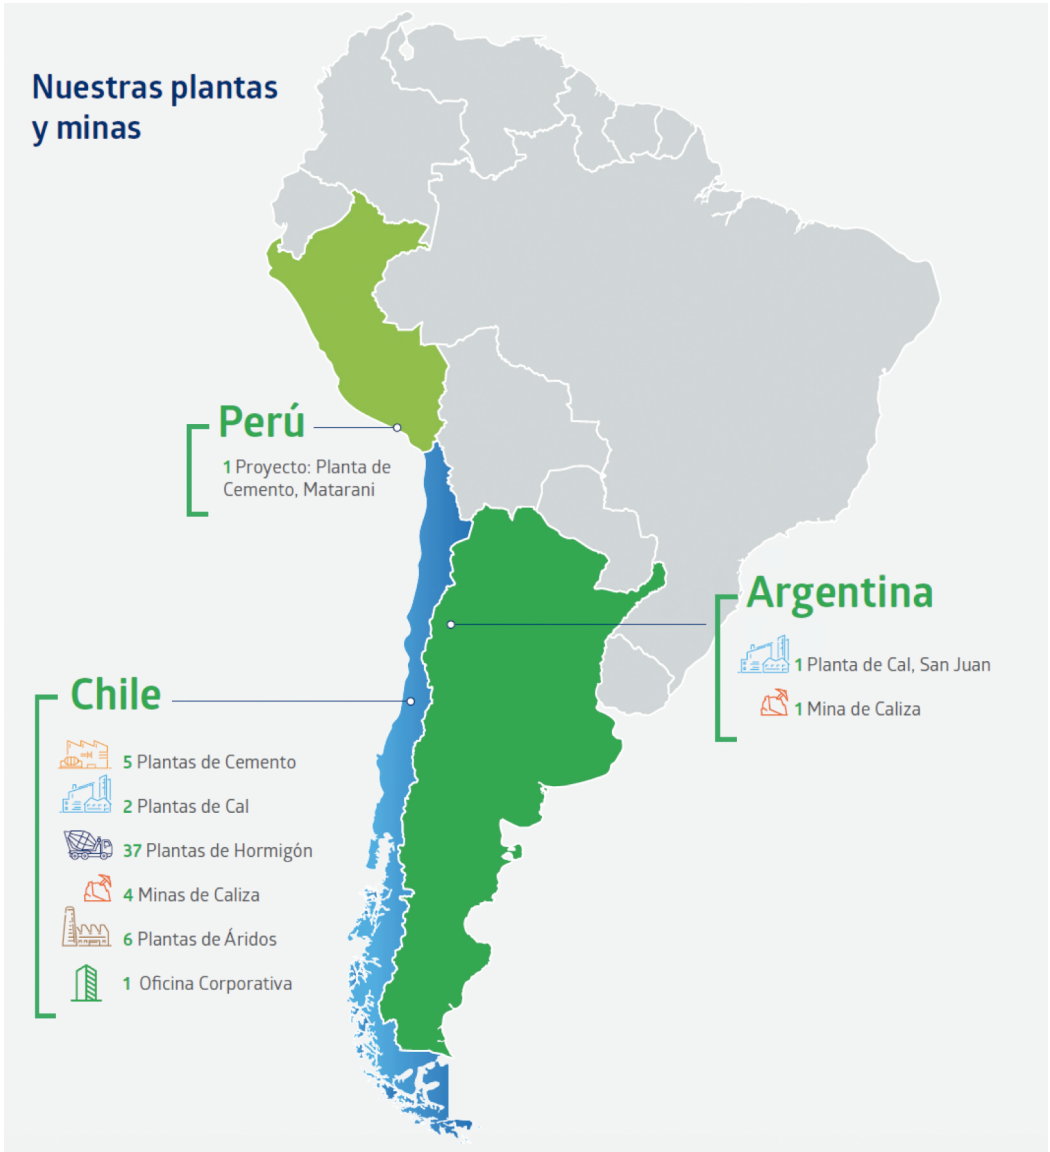 Nuestras plantas
y minas
Perú
1 Proyecto: Planta de
Cemento, Matarani
Argentina
1 Planta de Cal, San Juan
1 Mina de Caliza
Chile
5 Plantas de Cemento
2 Plantas de Cal
37 Plantas de Hormigón
4 Minas de Caliza
6 Plantas de Áridos
1 Oficina Corporativa